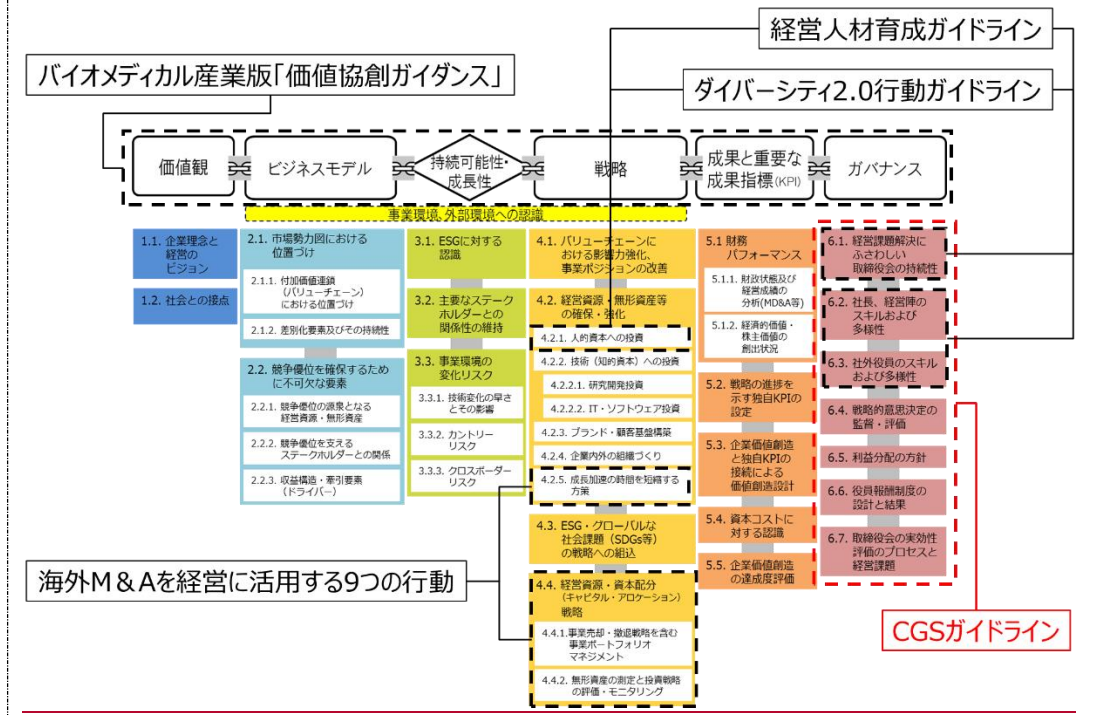 経営人材育成ガイドライン
バイオメディカル産業版「価値協創ガイダンス」
ダイバーシティ2.0行動ガイドライン
価値観
ビジネスモデル
持続可能性・
成長性
戦略
成果と重要な
成果指標(KPI)
ガバナンス
事業環境、外部環境への認識
1.1. 企業理念と
経営の
ビジョン
1.2. 社会との接点
2.1. 市場勢力図における
位置づけ
2.1.1. 付加価値連鎖
(バリューチェーン)
における位置づけ
2.1.2. 差別化要素及びその持続性
2.2. 競争優位を確保するため
に不可欠な要素
2.2.1. 競争優位の源泉となる
経営資源・無形資産
2.2.2. 競争優位を支える
ステークホルダーとの関係
2.2.3. 収益構造・牽引要素
(ドライバー)
3.1. ESGに対する
認識
3.2. 主要なステーク
ホルダーとの
関係性の維持
3.3. 事業環境の
変化リスク
3.3.1. 技術変化の早さ
とその影響
3.3.2. カントリー
リスク
3.3.3. クロスボーダー
リスク
4.1. バリューチェーンに
おける影響力強化、
事業ポジションの改善
4.2. 経営資源・無形資産等
の確保・強化
4.2.1. 人的資本への投資
4.2.2. 技術(知的資本)への投資
4.2.2.1. 研究開発投資
4.2.2.2. IT・ソフトウェア投資
4.2.3. ブランド・顧客基盤構築
4.2.4. 企業内外の組織づくり
4.2.5. 成長加速の時間を短縮する
方策
4.3. ESG・グローバルな
社会課題(SDGs等)
の戦略への組込
4.4. 経営資源・資本配分
(キャピタル・アロケーション)
戦略
4.4.1.事業売却・撤退戦略を含む
事業ポートフォリオ
マネジメント
4.4.2. 無形資産の測定と投資戦略
の評価・モニタリング
5.1 財務
パフォーマンス
5.1.1. 財政状態及び
経営成績の
分析(MD&A等)
5.1.2. 経済的価値・
株主価値の
創出状況
5.2. 戦略の進捗を
示す独自KPIの
設定
5.3. 企業価値創造
と独自KPIの
接続による
価値創造設計
5.4. 資本コストに
対する認識
5.5. 企業価値創造
の達成度評価
6.1. 経営課題解決に
ふさわしい
取締役会の持続性
6.2. 社長、経営陣の
スキルおよび
多様性
6.3. 社外役員のスキル
および多様性
6.4. 戦略的意思決定の
監督・評価
6.5. 利益分配の方針
6.6. 役員報酬制度の
設計と結果
6.7. 取締役会の実効性
評価のプロセスと
経営課題
海外M&Aを経営に活用する9つの行動
CGSガイドライン